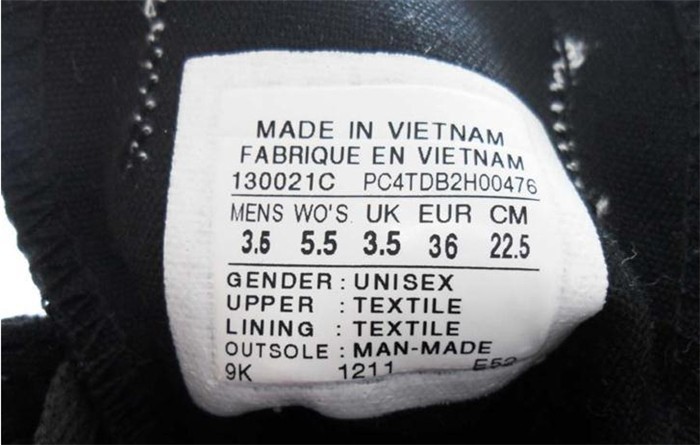 MADE IN VIETNAM
FABRIQUE EN VIETNAM
130021C PC4TDB2H00476
MENS WO'S UK EUR CM
3.5 5.5 3.5 36 22.5
GENDER : UNISEX
UPPER : TEXTILE
LINING : TEXTILE
OUTSOLE : MAN-MADE
9K 1211